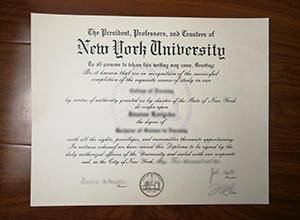 The President, Professors, and Trustees of
New York University
To all persons to whom this writing may come, Greeting:
Be it known that we in recognition of the successful
completion of the requisite course of study in our
College of Nursing
by virtue of authority granted us by charter of the State of New York
do confer upon
the degree of
Bachelor of Science in Nursing
with all the rights, privileges, and immunities thereunto appertaining.
In witness whereof we have caused this Diploma to be signed by the
duly authorized officers of the University and sealed with our corporate
seal, in the City of New York,